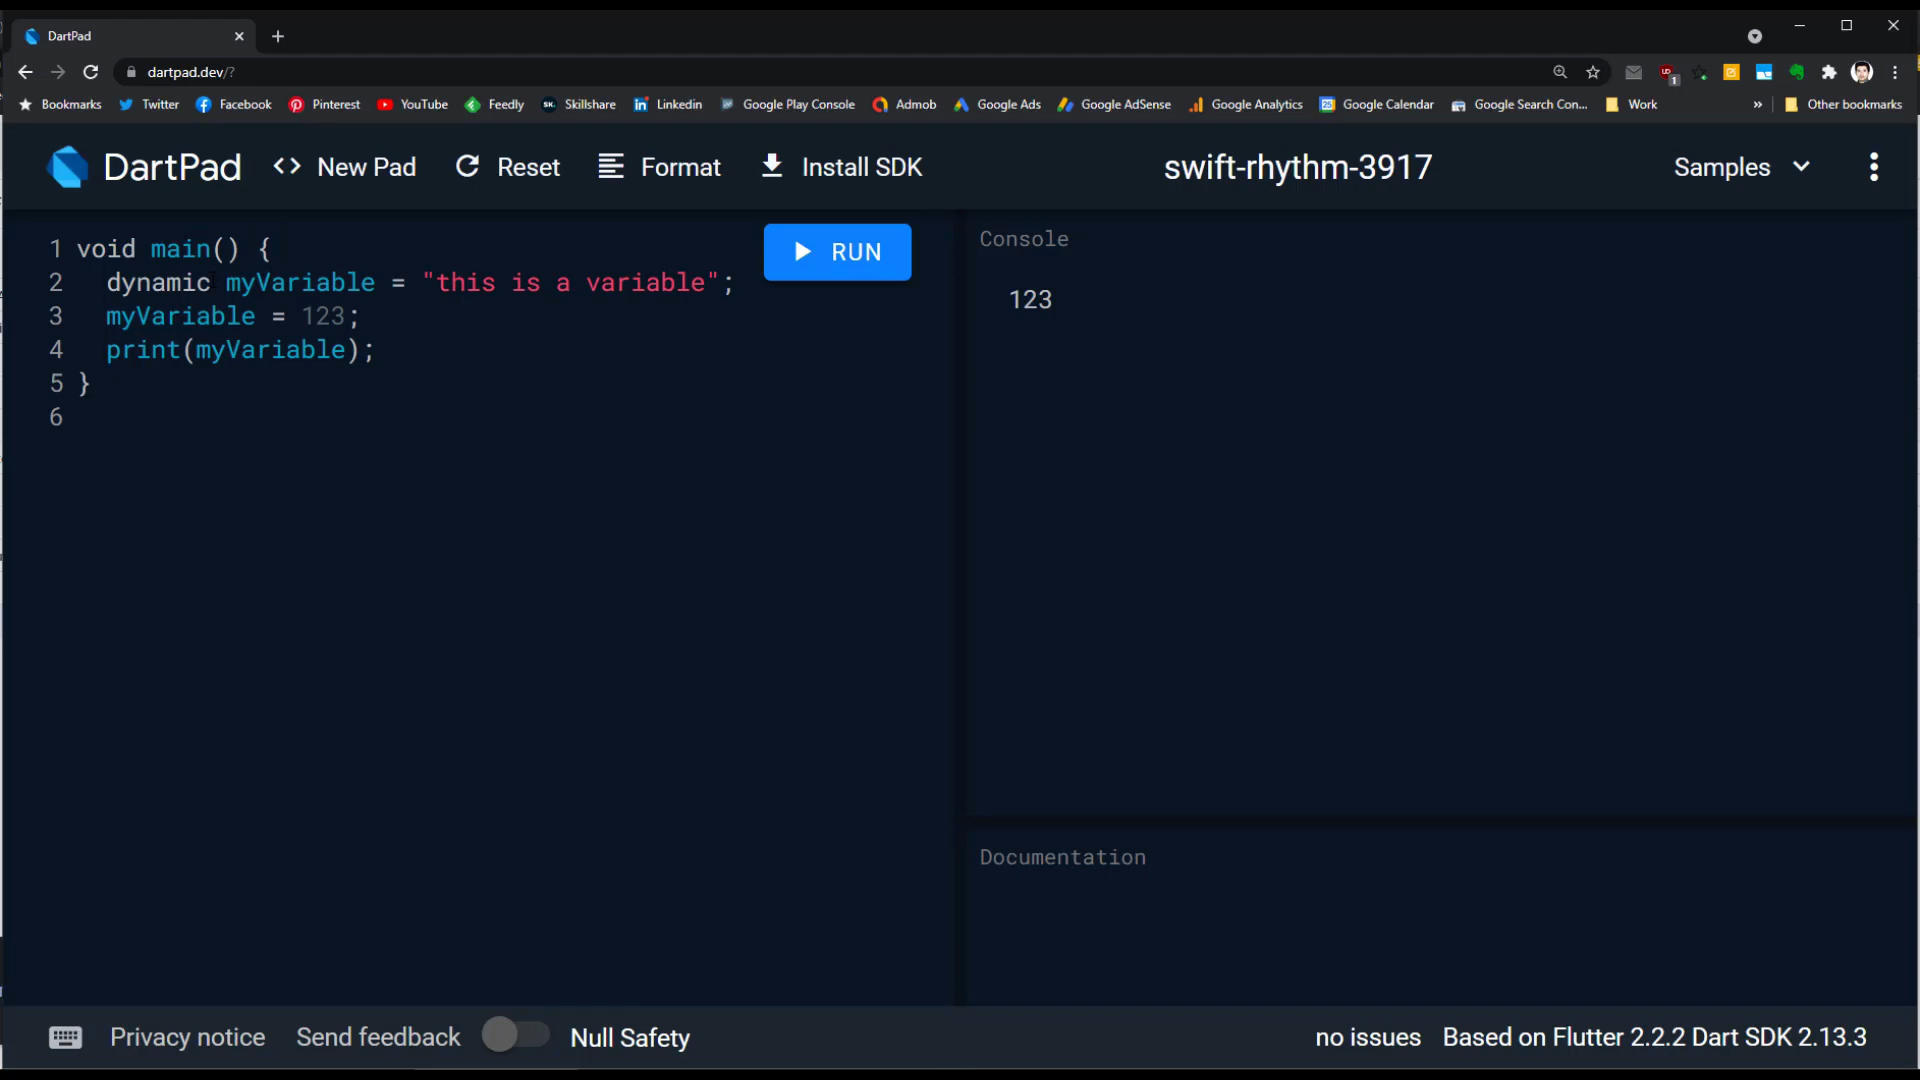 DartPad
dartpad.dev/?
Bookmarks Twitter Facebook Pinterest YouTube Feedly Skillshare Linkedin Google Play Console Admob Google Ads Google AdSense Google Analytics Google Calendar Google Search Con... Work » Other bookmarks
DartPad <> New Pad Reset Format Install SDK swift-rhythm-3917 Samples
1 void main() {
2 dynamic myVariable = "this is a variable";
3 myVariable = 123;
4 print(myVariable);
5 }
6
RUN
Console
123
Documentation
Privacy notice Send feedback Null Safety no issues Based on Flutter 2.2.2 Dart SDK 2.13.3